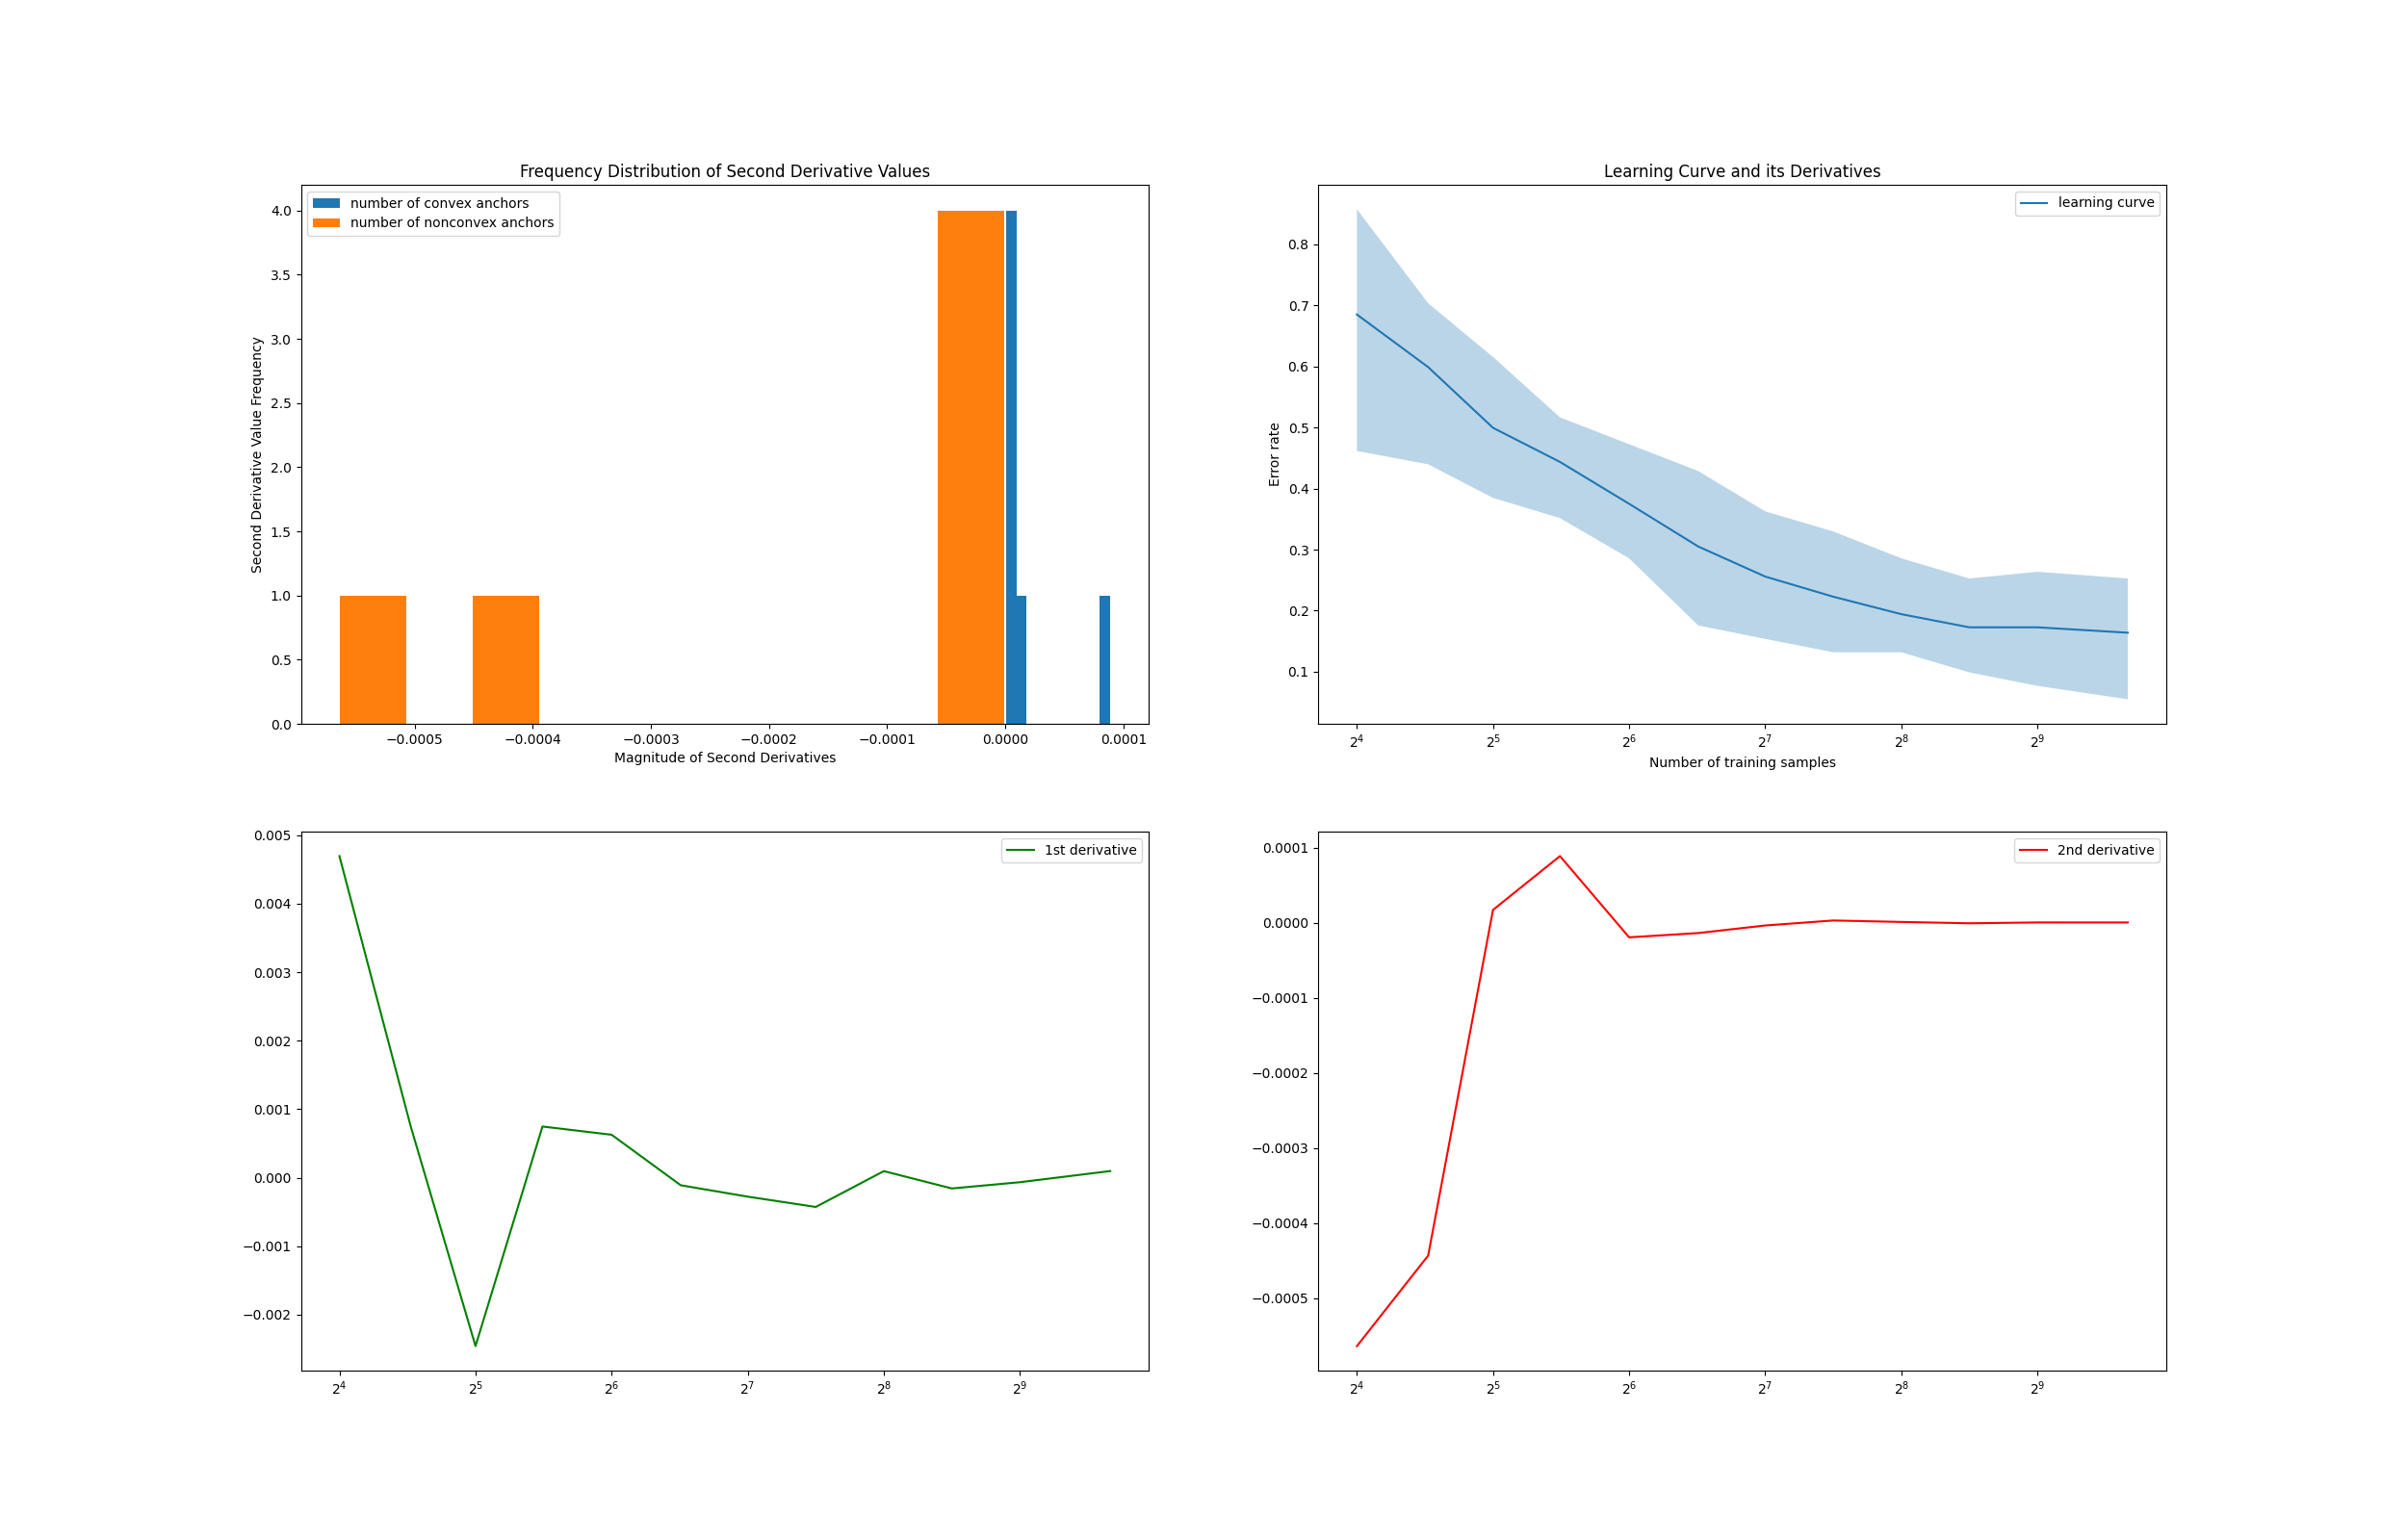 Frequency Distribution of Second Derivative Values
number of convex anchors
number of nonconvex anchors
4.0
3.5
3.0
2.5
2.0
1.5
1.0
0.5
0.0
Second Derivative Value Frequency
−0.0005 −0.0004 −0.0003 −0.0002 −0.0001 0.0000 0.0001
Magnitude of Second Derivatives
Learning Curve and its Derivatives
learning curve
0.8
0.7
0.6
0.5
0.4
0.3
0.2
0.1
Error rate
2⁴ 2⁵ 2⁶ 2⁷ 2⁸ 2⁹
Number of training samples
1st derivative
0.005
0.004
0.003
0.002
0.001
0.000
−0.001
−0.002
2⁴ 2⁵ 2⁶ 2⁷ 2⁸ 2⁹
2nd derivative
0.0001
0.0000
−0.0001
−0.0002
−0.0003
−0.0004
−0.0005
2⁴ 2⁵ 2⁶ 2⁷ 2⁸ 2⁹